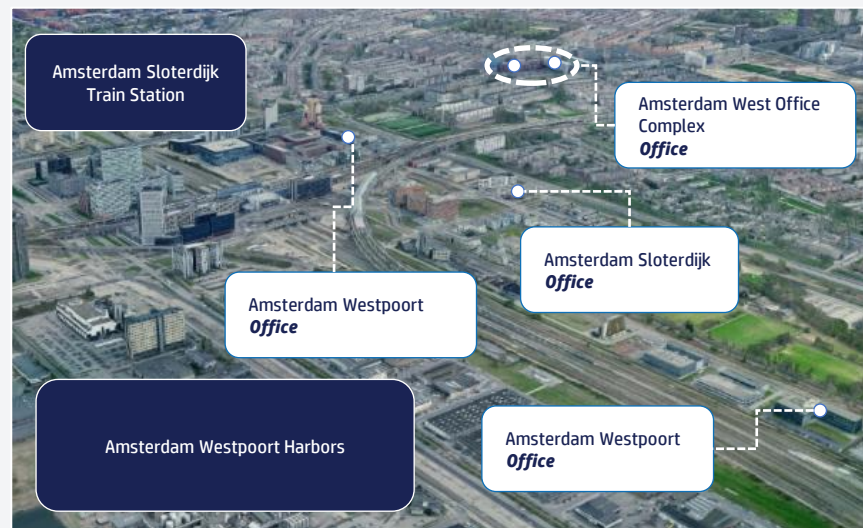 Amsterdam Sloterdijk
Train Station
Amsterdam West Office
Complex
Office
Amsterdam Sloterdijk
Office
Amsterdam Westpoort
Office
Amsterdam Westpoort Harbors
Amsterdam Westpoort
Office